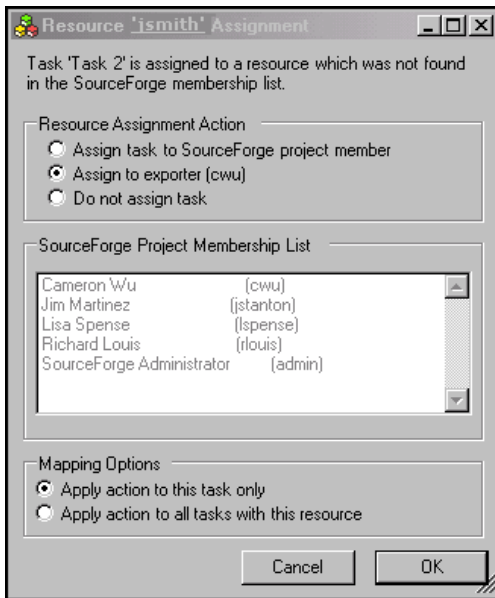 Resource 'jsmith' Assignment
Task 'Task 2' is assigned to a resource which was not found
in the SourceForge membership list.
Resource Assignment Action
Assign task to SourceForge project member
Assign to exporter (cwu)
Do not assign task
SourceForge Project Membership List
Cameron Wu (cwu)
Jim Martinez (jstanton)
Lisa Spense (lspense)
Richard Louis (rlouis)
SourceForge Administrator (admin)
Mapping Options
Apply action to this task only
Apply action to all tasks with this resource
Cancel OK